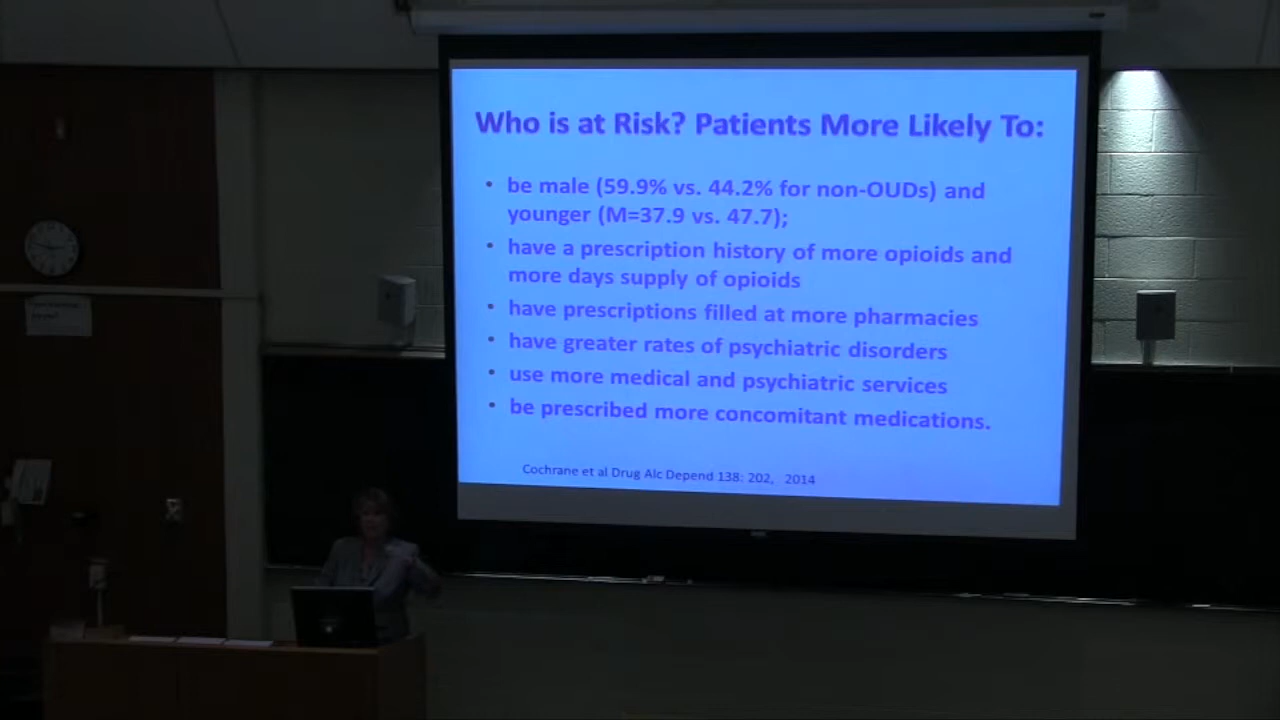 Who is at Risk? Patients More Likely To:
• be male (59.9% vs. 44.2% for non-OUDs) and
younger (M=37.9 vs. 47.7);
• have a prescription history of more opioids and
more days supply of opioids
• have prescriptions filled at more pharmacies
• have greater rates of psychiatric disorders
• use more medical and psychiatric services
• be prescribed more concomitant medications.
Cochrane et al Drug Alc Depend 138: 202, 2014